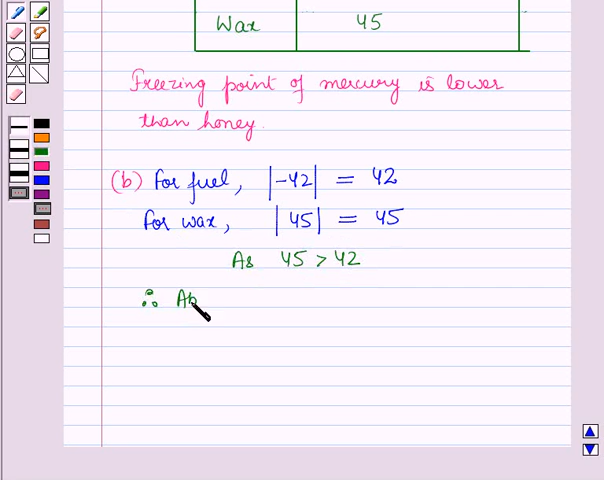 Wax 45
Freezing point of mercury is lower
than honey.
(b) For fuel, |-42| = 42
For wax, |45| = 45
As 45 > 42
∴ Ab